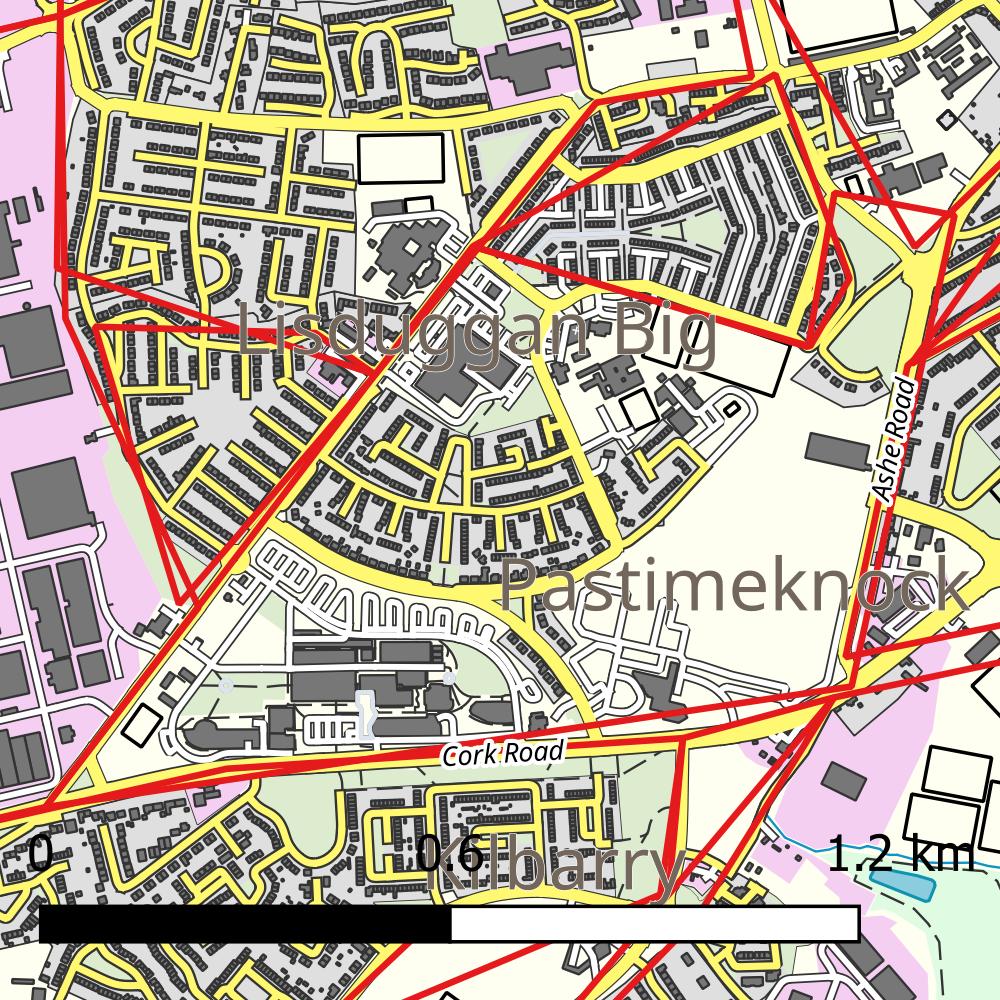 Lisduggan Big
Ashe Road
Pastimeknock
Cork Road
0
0.6
1.2 km
Kilbarry